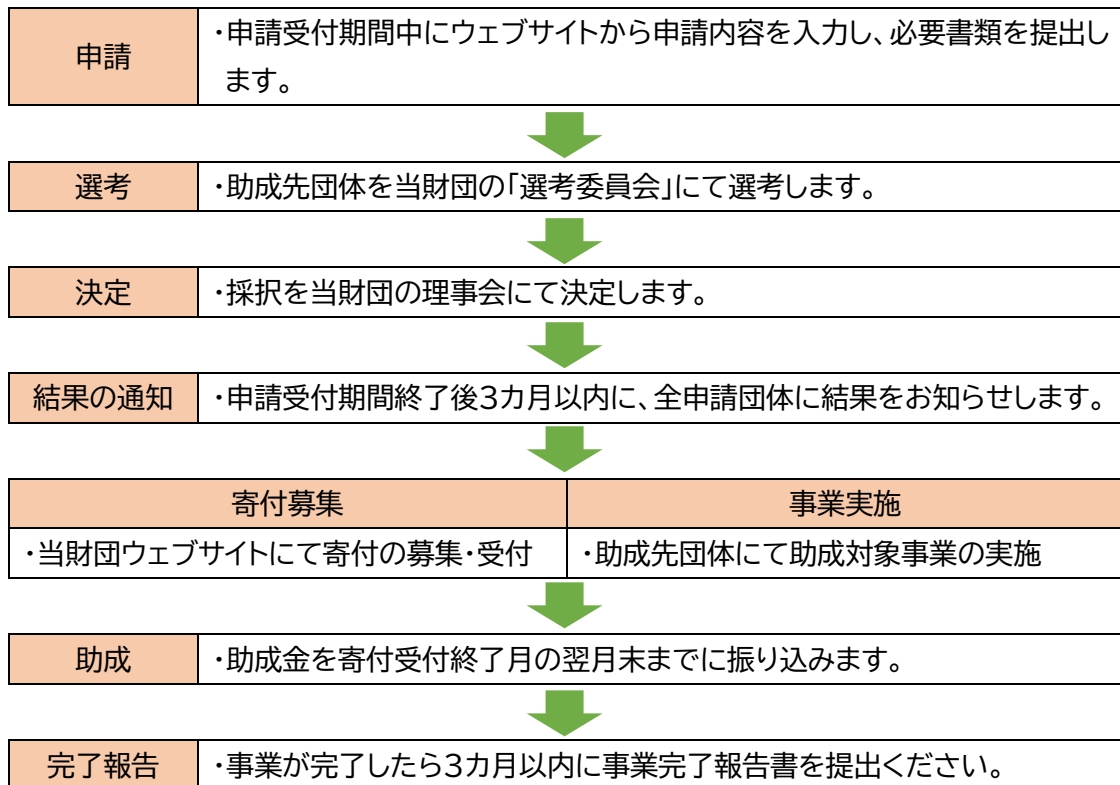 申請
・申請受付期間中にウェブサイトから申請内容を入力し、必要書類を提出し
ます。
選考
・助成先団体を当財団の「選考委員会」にて選考します。
決定
・採択を当財団の理事会にて決定します。
結果の通知
・申請受付期間終了後3カ月以内に、全申請団体に結果をお知らせします。
寄付募集
事業実施
・当財団ウェブサイトにて寄付の募集・受付
・助成先団体にて助成対象事業の実施
助成
・助成金を寄付受付終了月の翌月末までに振り込みます。
完了報告
・事業が完了したら3カ月以内に事業完了報告書を提出ください。